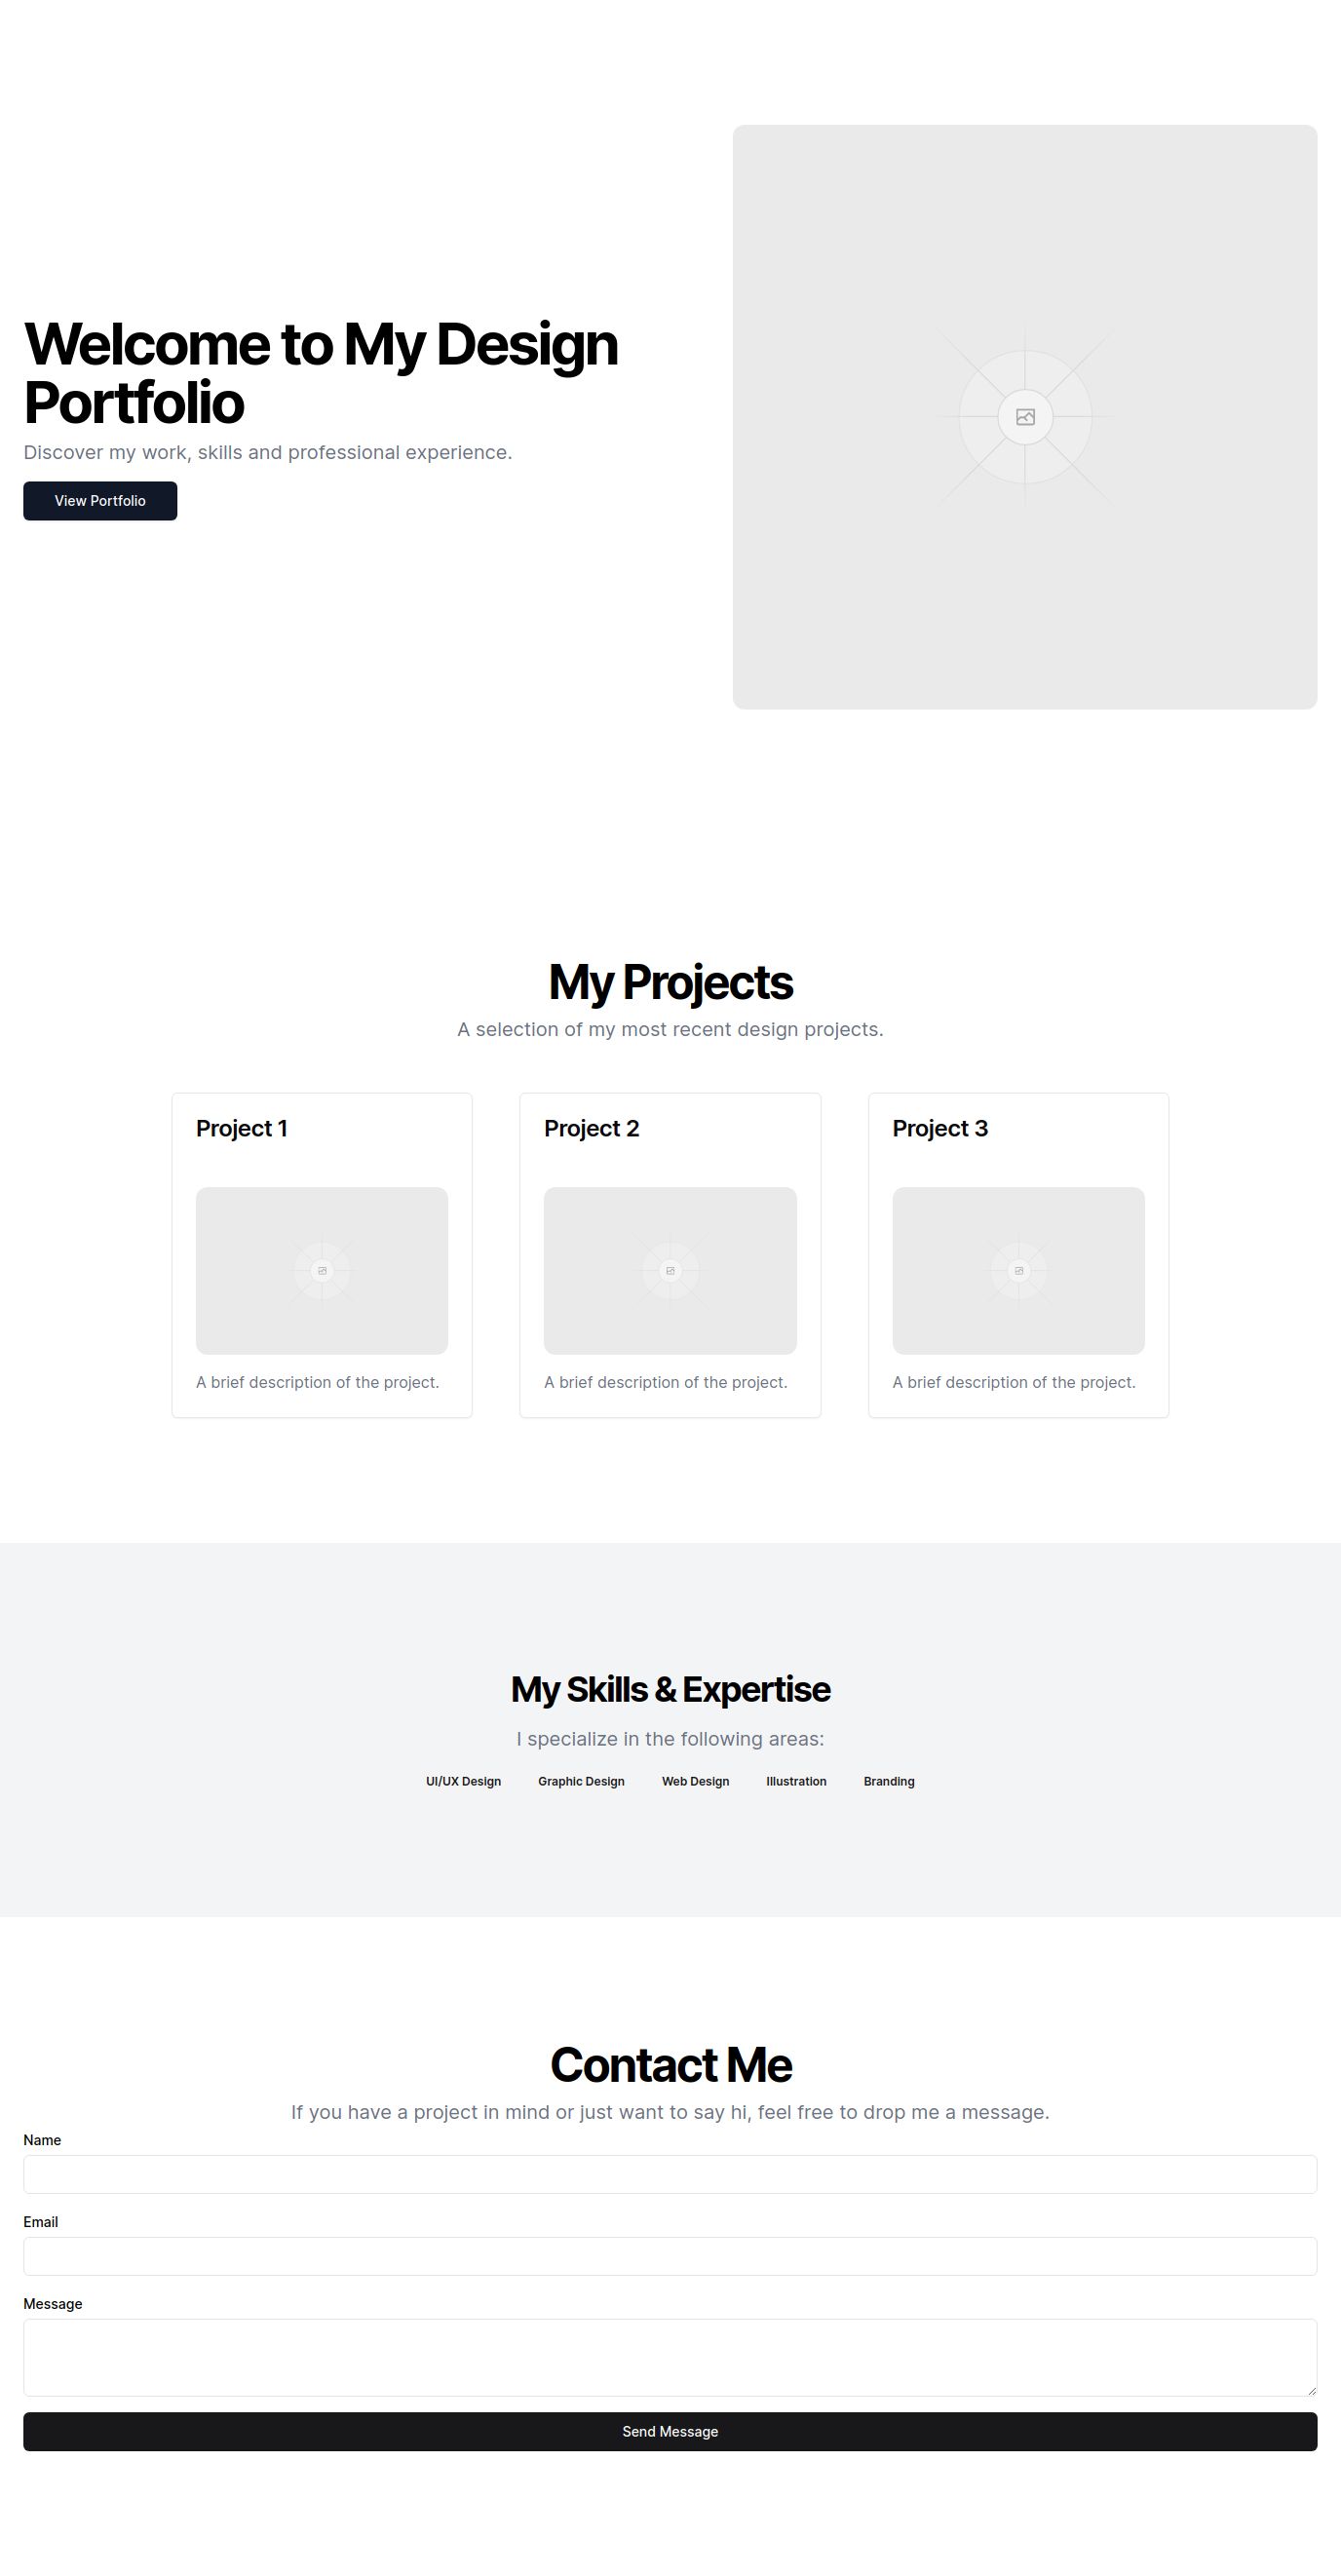 Welcome to My Design
Portfolio
Discover my work, skills and professional experience.
View Portfolio
My Projects
A selection of my most recent design projects.
Project 1
A brief description of the project.
Project 2
A brief description of the project.
Project 3
A brief description of the project.
My Skills & Expertise
I specialize in the following areas:
UI/UX Design Graphic Design Web Design Illustration Branding
Contact Me
If you have a project in mind or just want to say hi, feel free to drop me a message.
Name
Email
Message
Send Message